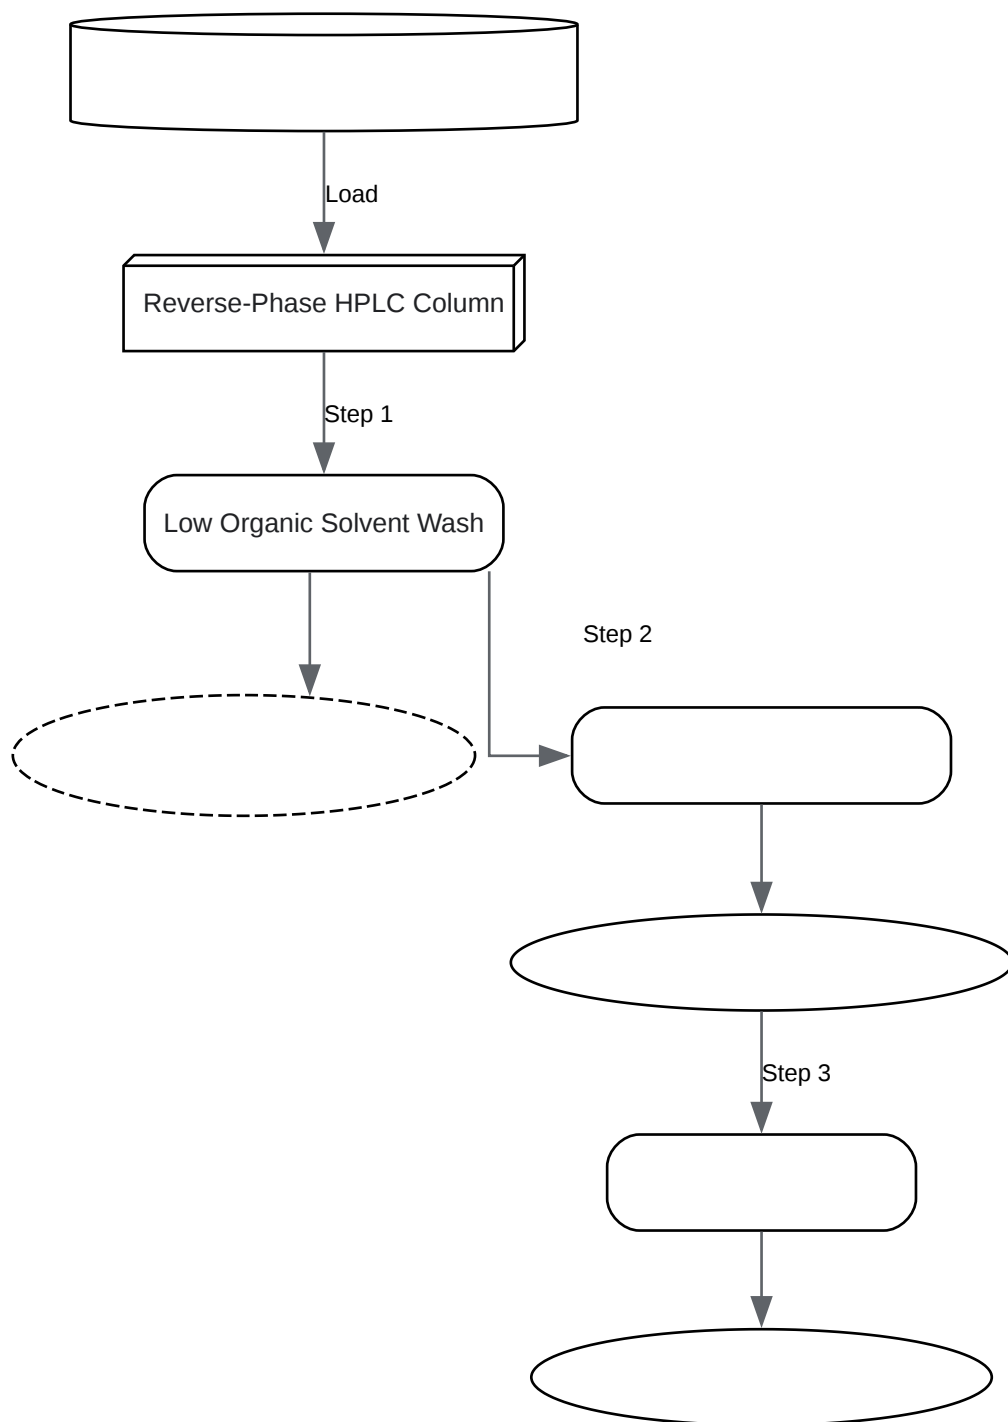 Load
Reverse-Phase HPLC Column
Step 1
Low Organic Solvent Wash
Step 2
Step 3